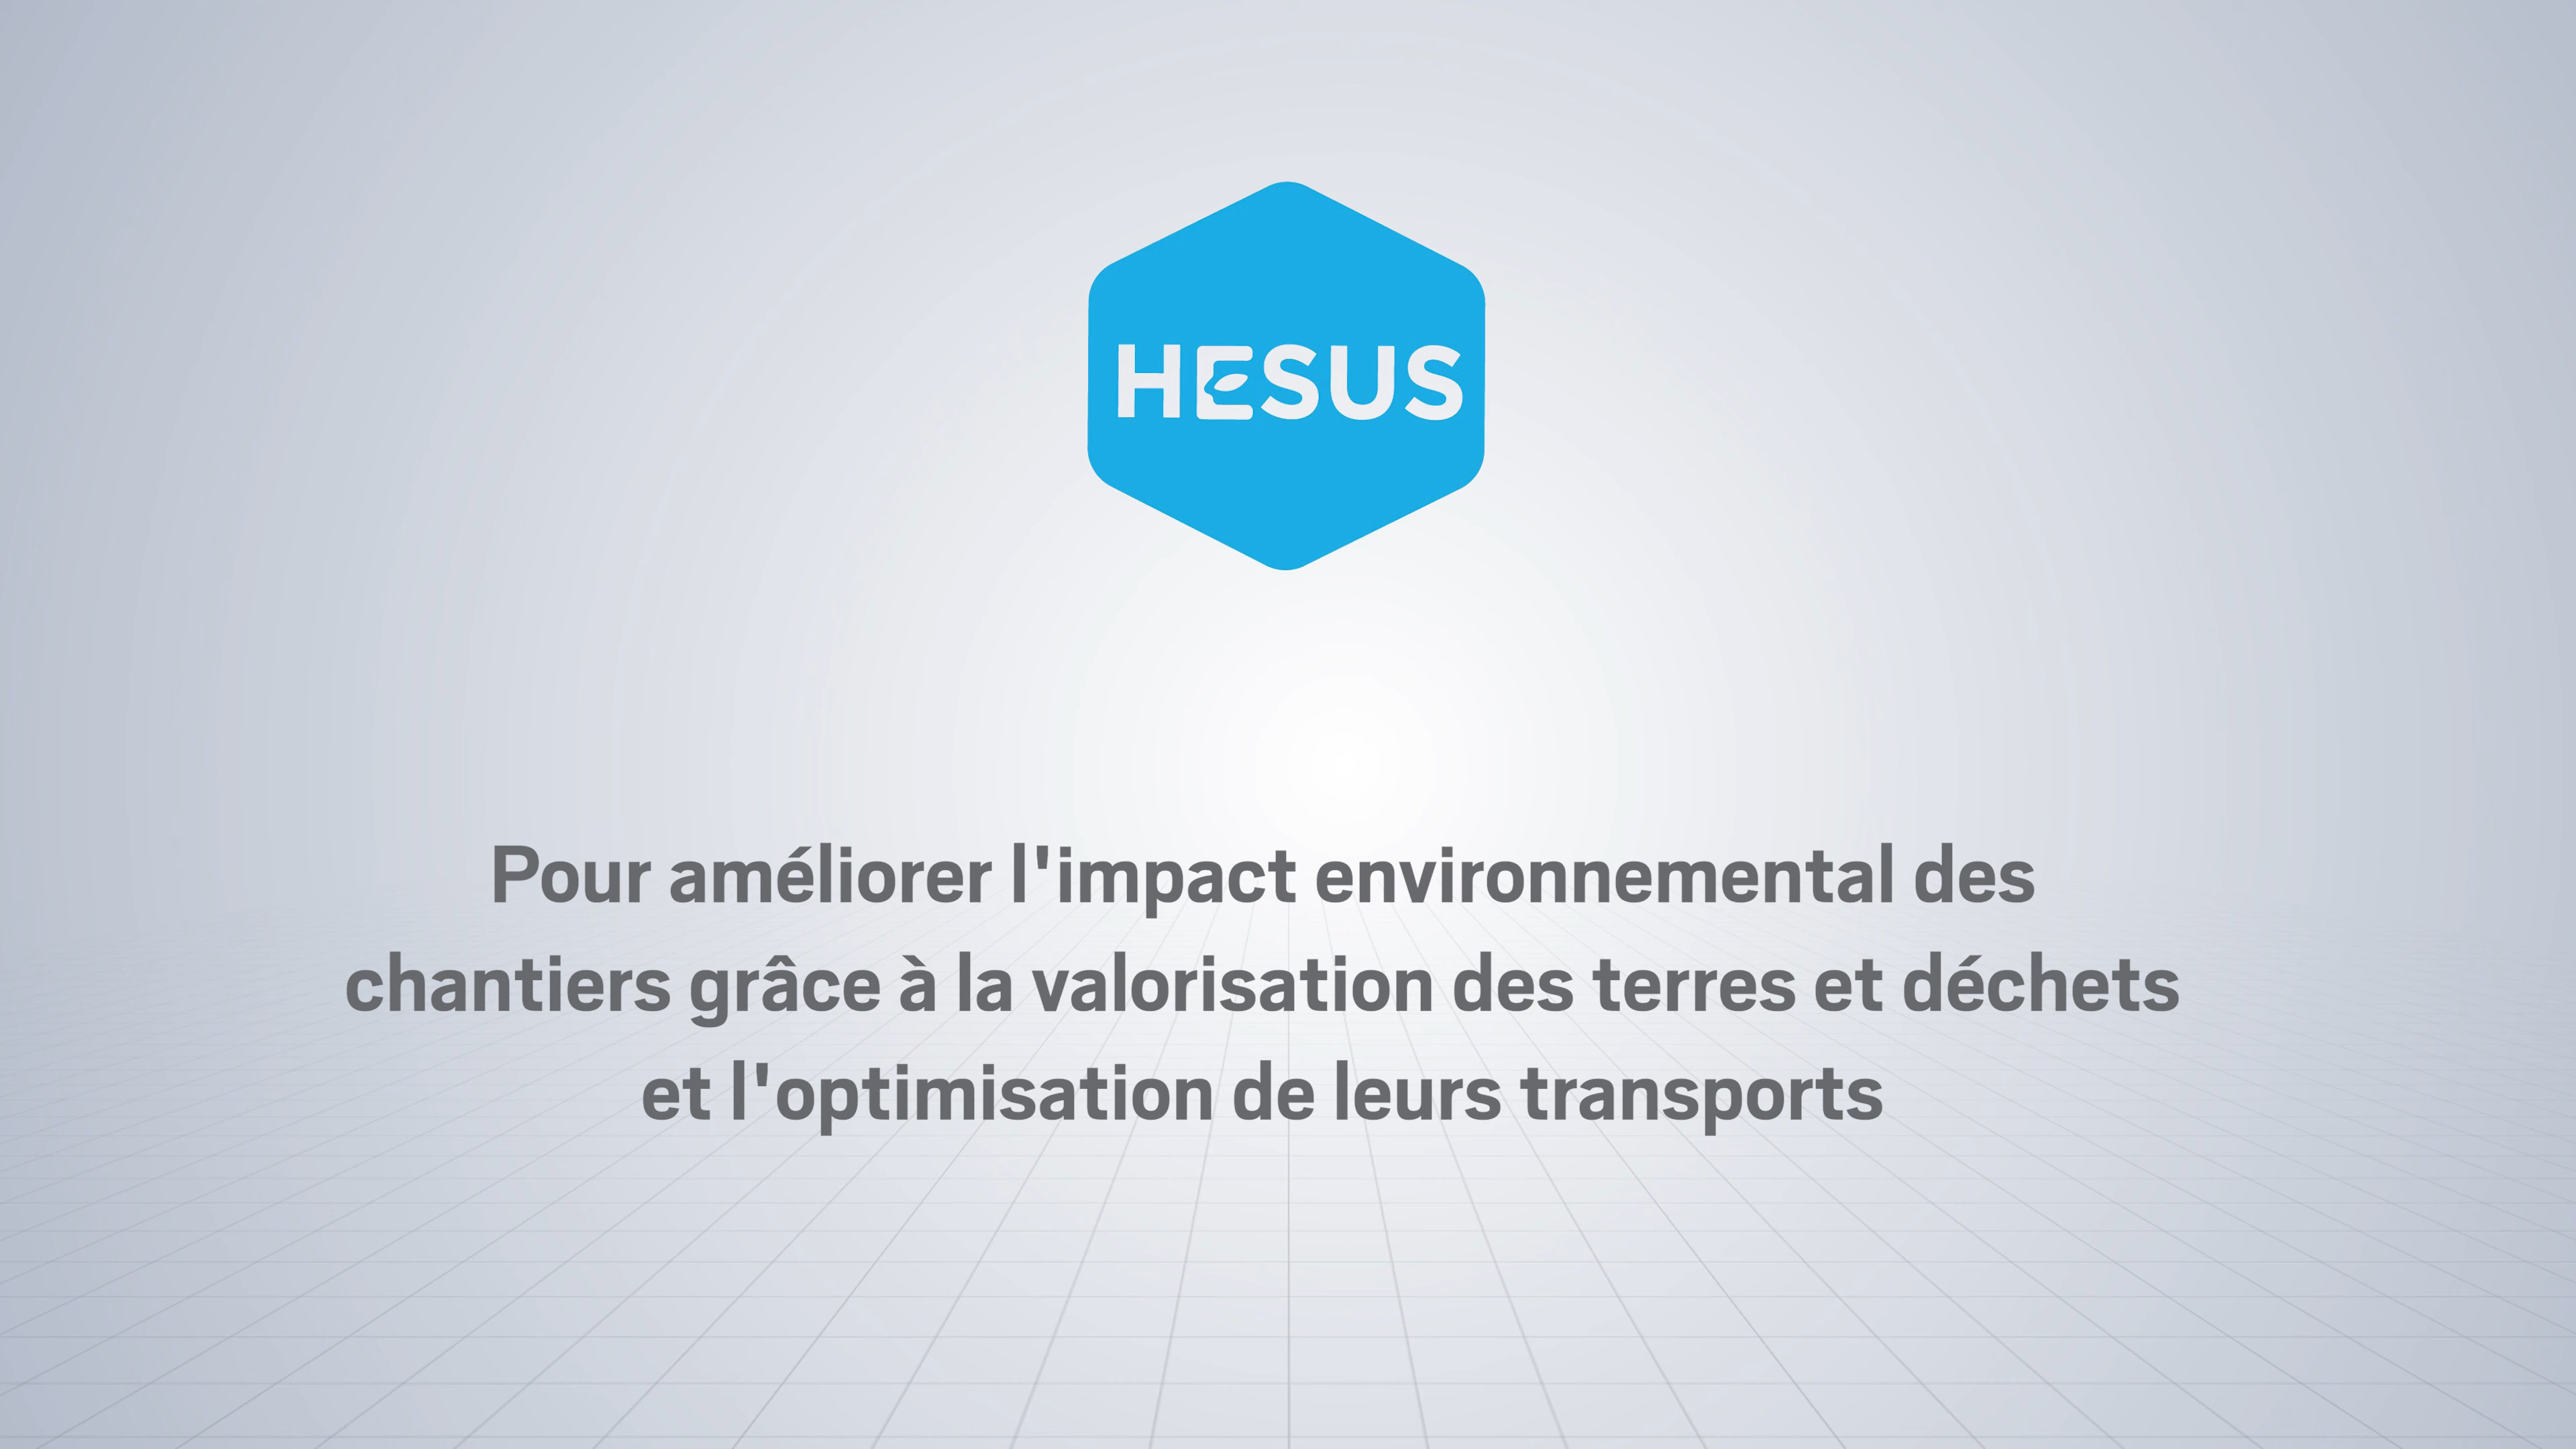 HESUS
Pour améliorer l'impact environnemental des
chantiers grâce à la valorisation des terres et déchets
et l'optimisation de leurs transports